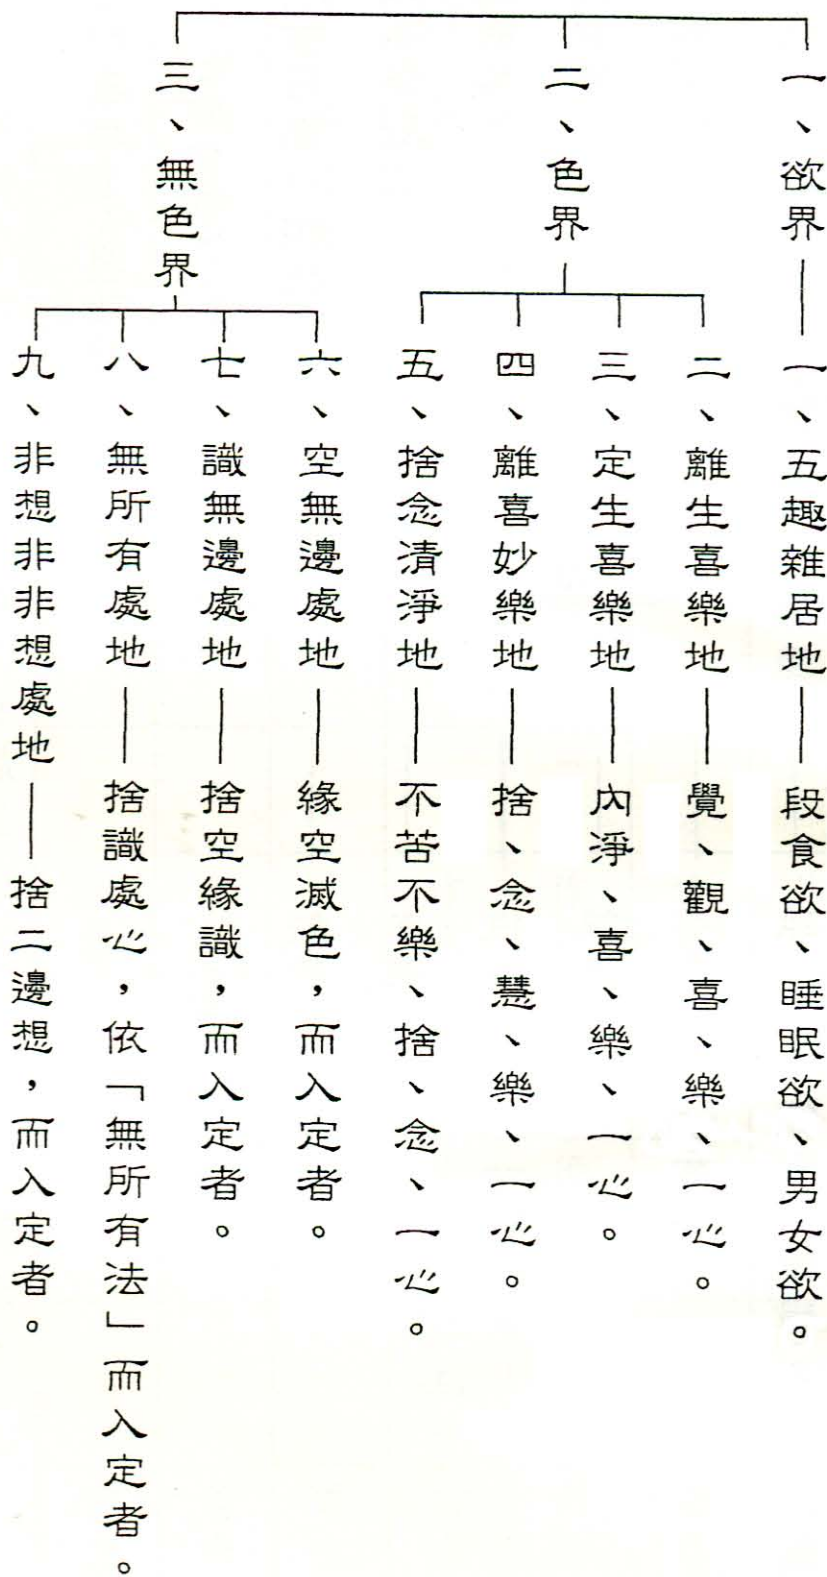 一、欲界——一、五趣雜居地——段食欲、睡眠欲、男女欲。
二、色界
二、離生喜樂地——覺、觀、喜、樂、一心。
三、定生喜樂地——內淨、喜、樂、一心。
四、離喜妙樂地——捨、念、慧、樂、一心。
五、捨念清淨地——不苦不樂、捨、念、一心。
三、無色界
六、空無邊處地——緣空滅色，而入定者。
七、識無邊處地——捨空緣識，而入定者。
八、無所有處地——捨識處心，依「無所有法」而入定者。
九、非想非非想處地——捨二邊想，而入定者。